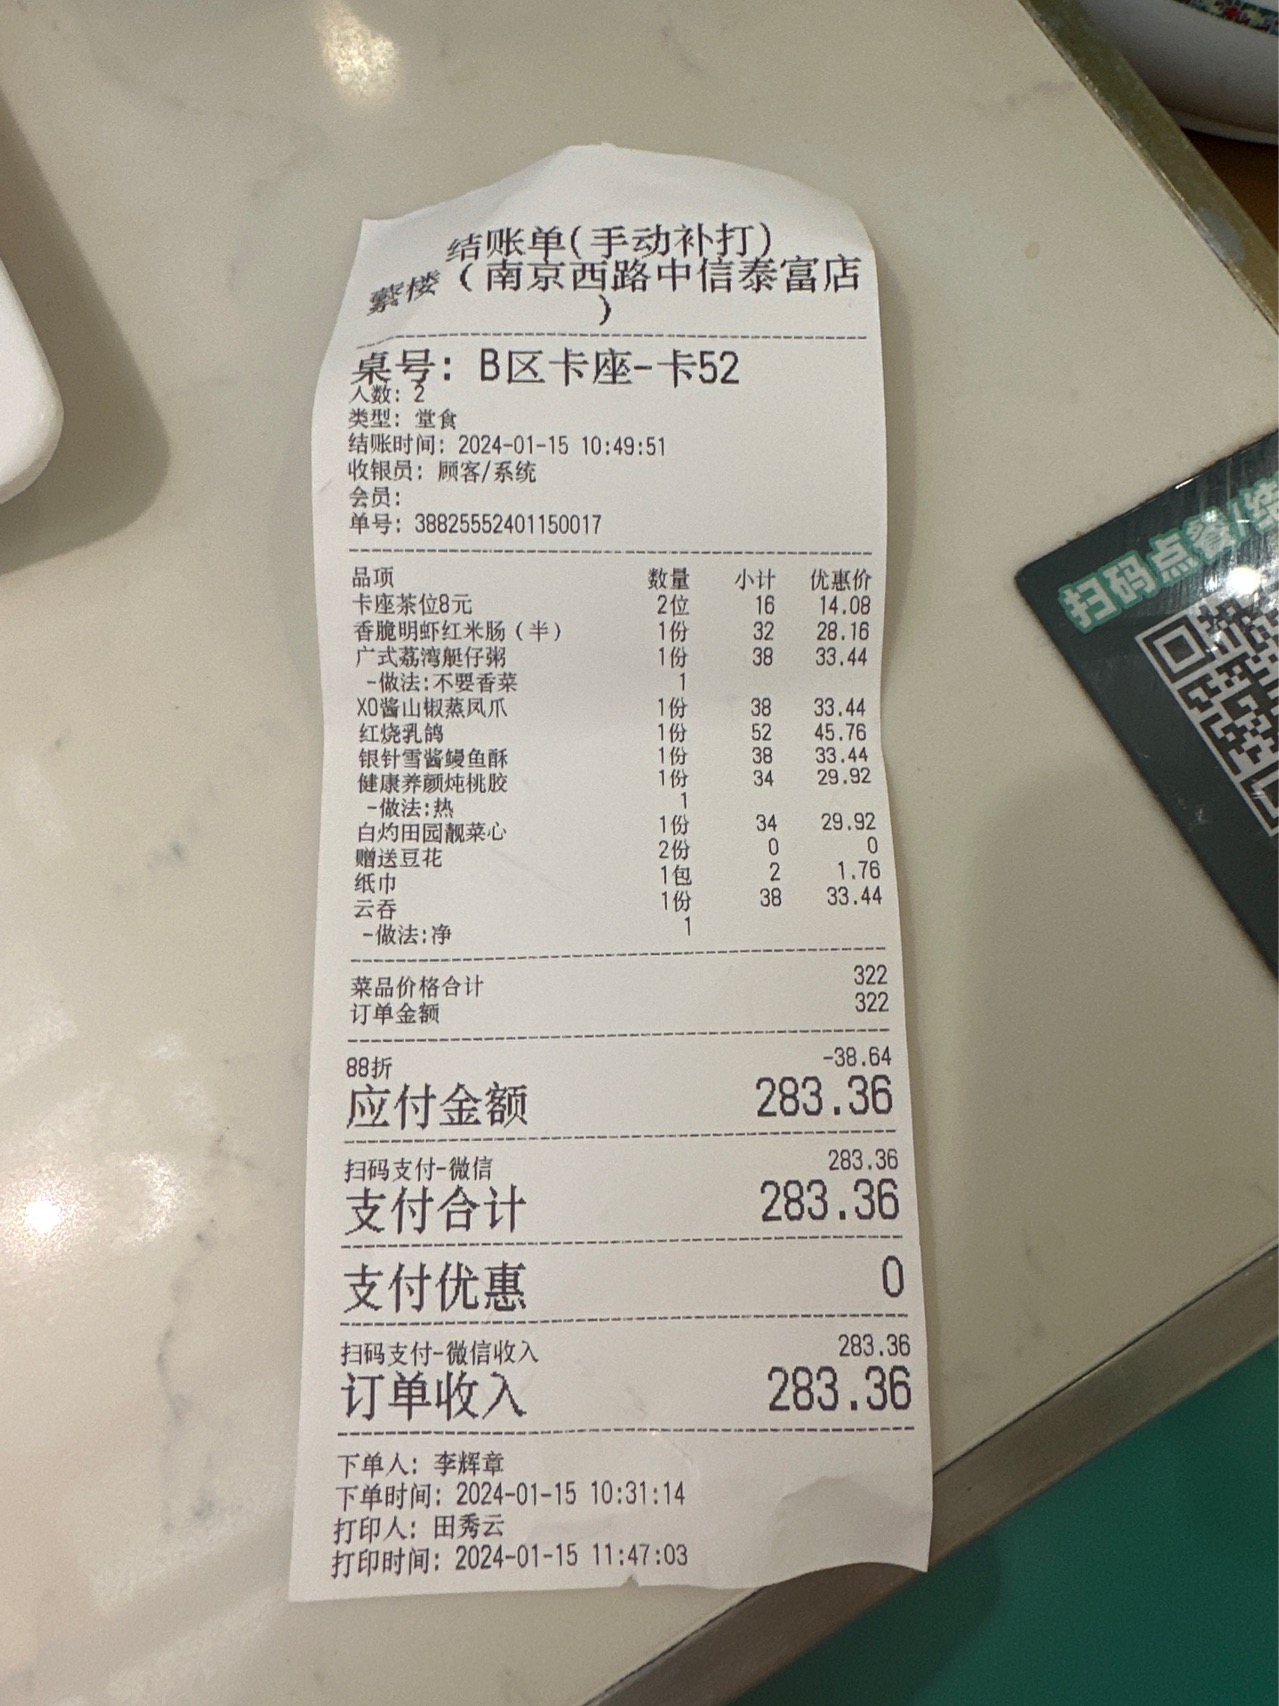 结账单(手动补打)
蘩楼（南京西路中信泰富店
）
桌号: B区卡座-卡52
人数: 2
类型: 堂食
结账时间: 2024-01-15 10:49:51
收银员: 顾客/系统
会员:
单号: 38825552401150017
品项 数量 小计 优惠价
卡座茶位8元 2位 16 14.08
香脆明虾红米肠（半） 1份 32 28.16
广式荔湾艇仔粥 1份 38 33.44
-做法:不要香菜 1
XO酱山椒蒸凤爪 1份 38 33.44
红烧乳鸽 1份 52 45.76
银针雪酱鳗鱼酥 1份 38 33.44
健康养颜炖桃胶 1份 34 29.92
-做法:热 1
白灼田园靓菜心 1份 34 29.92
赠送豆花 2份 0 0
纸巾 1包 2 1.76
云吞 1份 38 33.44
-做法:净 1
菜品价格合计 322
订单金额 322
88折 -38.64
应付金额 283.36
扫码支付-微信 283.36
支付合计 283.36
支付优惠 0
扫码支付-微信收入 283.36
订单收入 283.36
下单人: 李辉章
下单时间: 2024-01-15 10:31:14
打印人: 田秀云
打印时间: 2024-01-15 11:47:03
扫码点餐/